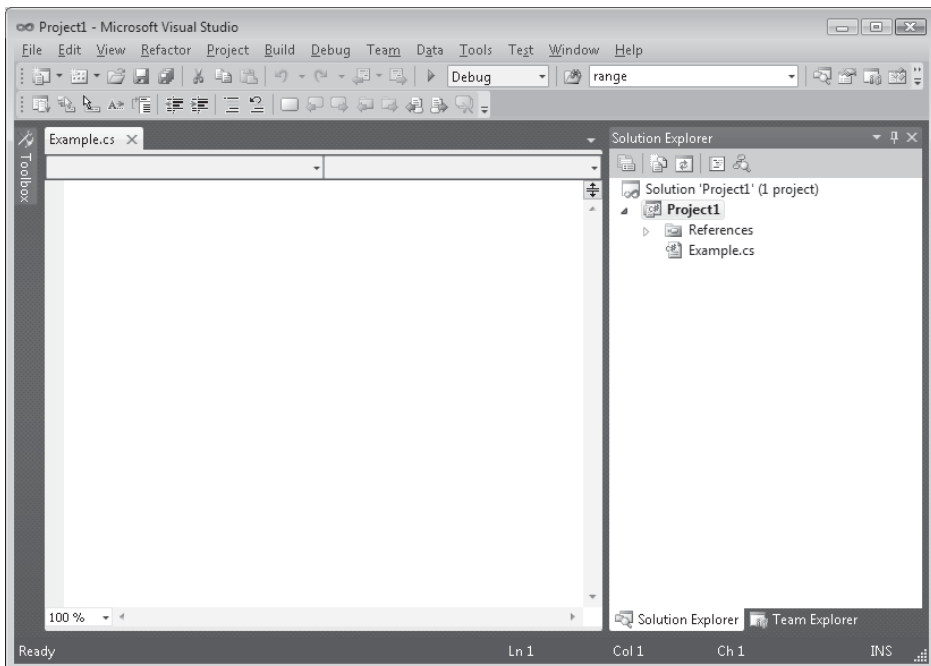 Project1 - Microsoft Visual Studio
File Edit View Refactor Project Build Debug Team Data Tools Test Window Help
Debug range
Toolbox
Example.cs
Solution Explorer
Solution 'Project1' (1 project)
Project1
References
Example.cs
100 %
Solution Explorer Team Explorer
Ready Ln 1 Col 1 Ch 1 INS